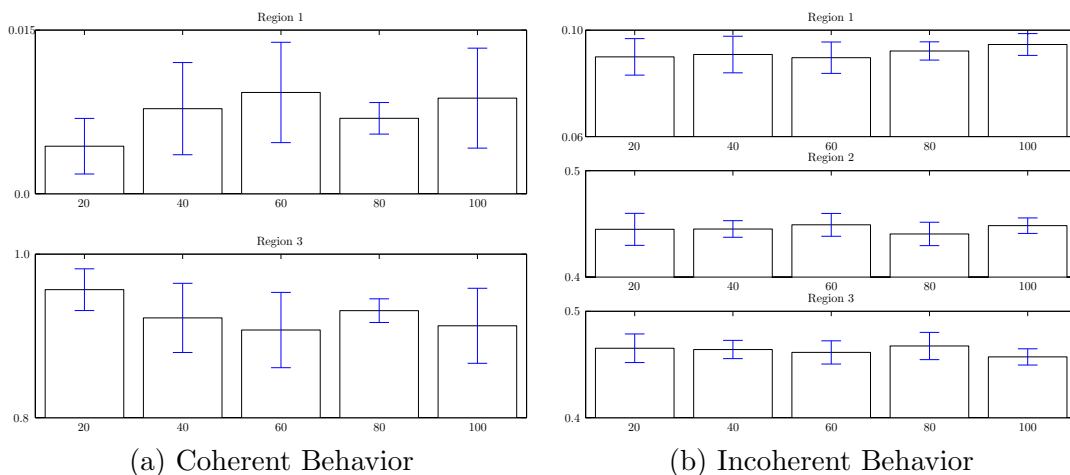 Region 1
0.015
0.0
20 40 60 80 100
Region 3
1.0
0.8
20 40 60 80 100
(a) Coherent Behavior
Region 1
0.10
0.06
20 40 60 80 100
Region 2
0.5
0.4
20 40 60 80 100
Region 3
0.5
0.4
20 40 60 80 100
(b) Incoherent Behavior